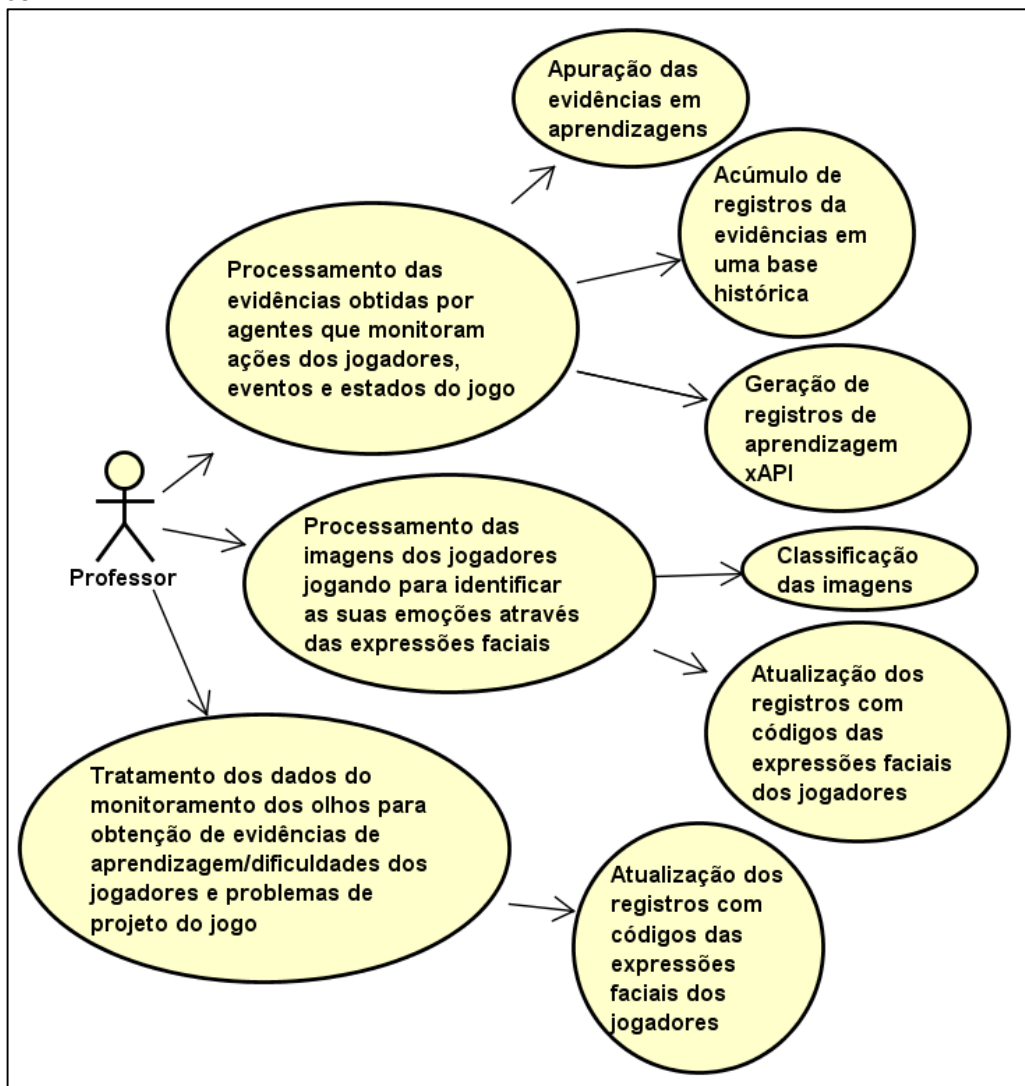 Apuração das
evidências em
aprendizagens
Acúmulo de
registros da
evidências em
uma base
histórica
Processamento das
evidências obtidas por
agentes que monitoram
ações dos jogadores,
eventos e estados do jogo
Geração de
registros de
aprendizagem
xAPI
Professor
Processamento das
imagens dos jogadores
jogando para identificar
as suas emoções através
das expressões faciais
Classificação
das imagens
Atualização dos
registros com
códigos das
expressões faciais
dos jogadores
Tratamento dos dados do
monitoramento dos olhos para
obtenção de evidências de
aprendizagem/dificuldades dos
jogadores e problemas de
projeto do jogo
Atualização dos
registros com
códigos das
expressões
faciais dos
jogadores